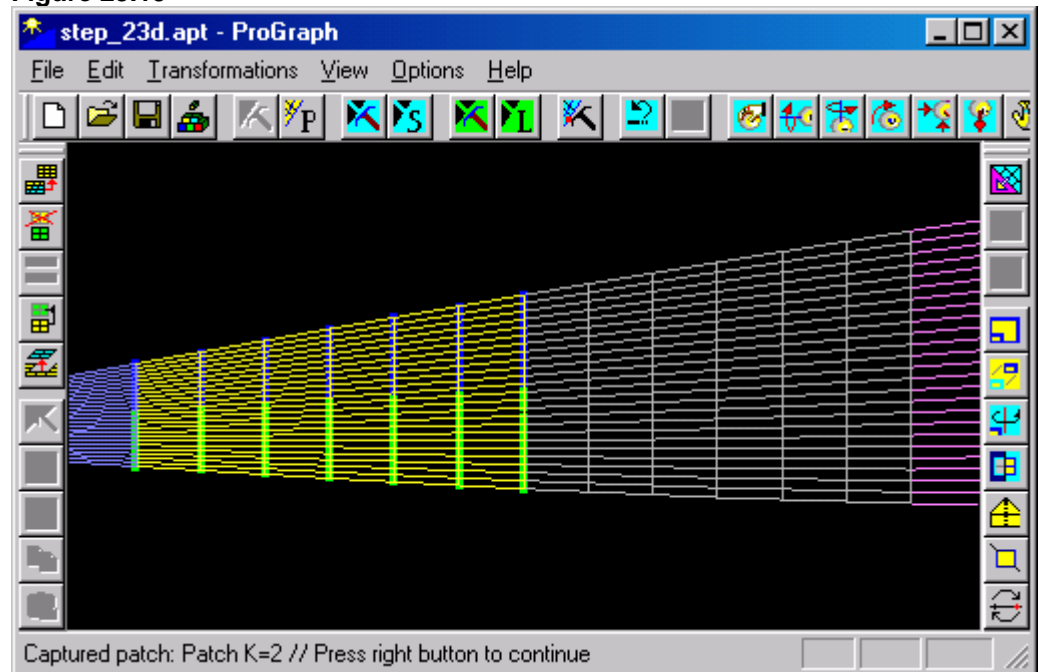 step_23d.apt - ProGraph
File Edit Transformations View Options Help
P S L
Captured patch: Patch K=2 // Press right button to continue